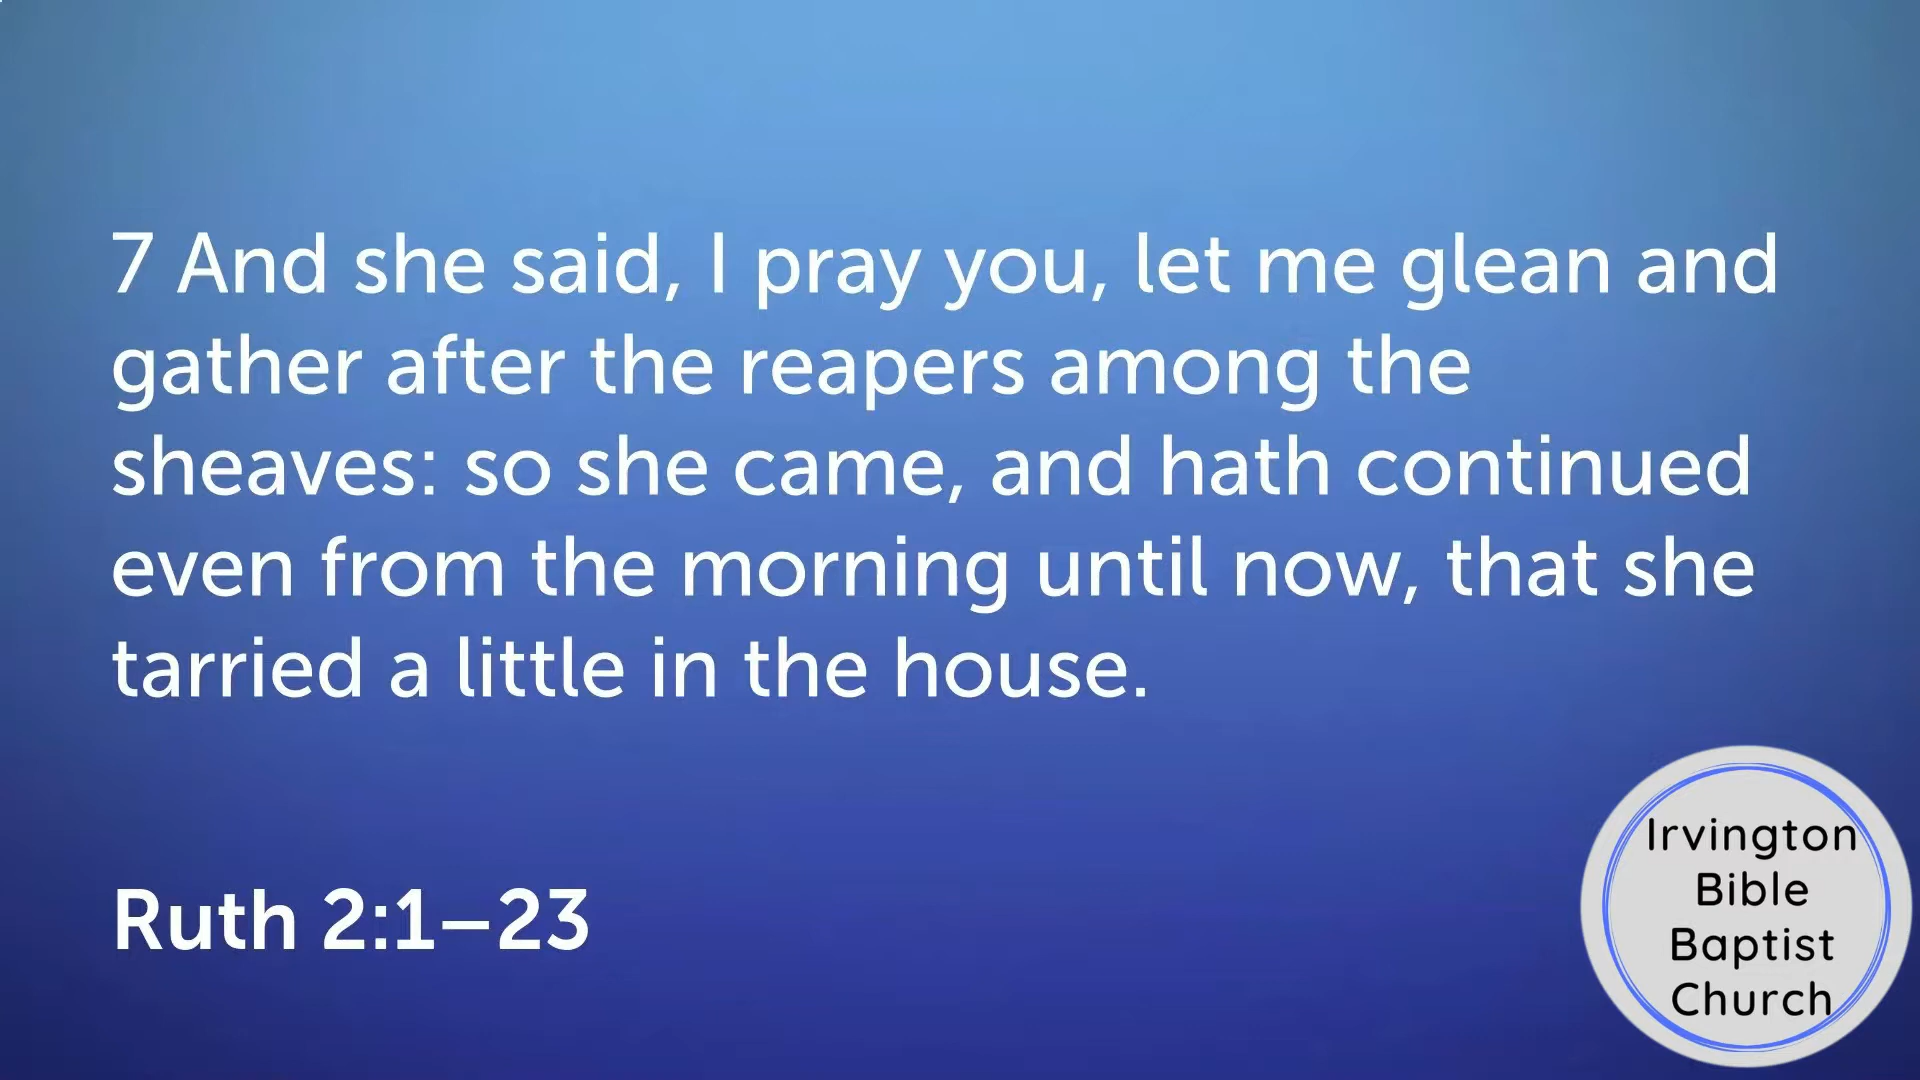 7 And she said, I pray you, let me glean and
gather after the reapers among the
sheaves: so she came, and hath continued
even from the morning until now, that she
tarried a little in the house.
Ruth 2:1–23
Irvington
Bible
Baptist
Church